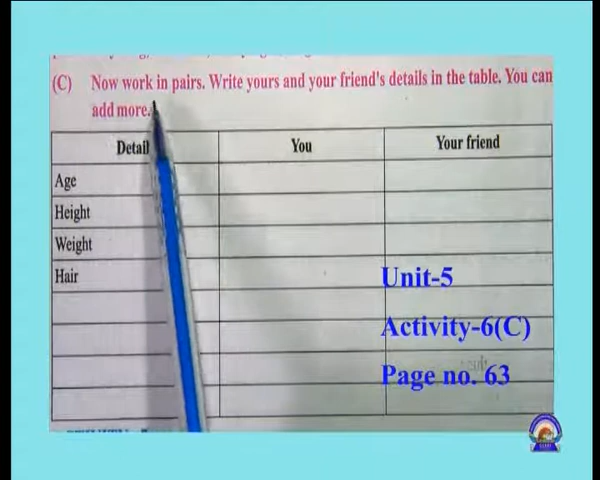 (C) Now work in pairs. Write yours and your friend's details in the table. You can
add more.
Detail You Your friend
Age
Height
Weight
Hair
Unit-5
Activity-6(C)
Page no. 63